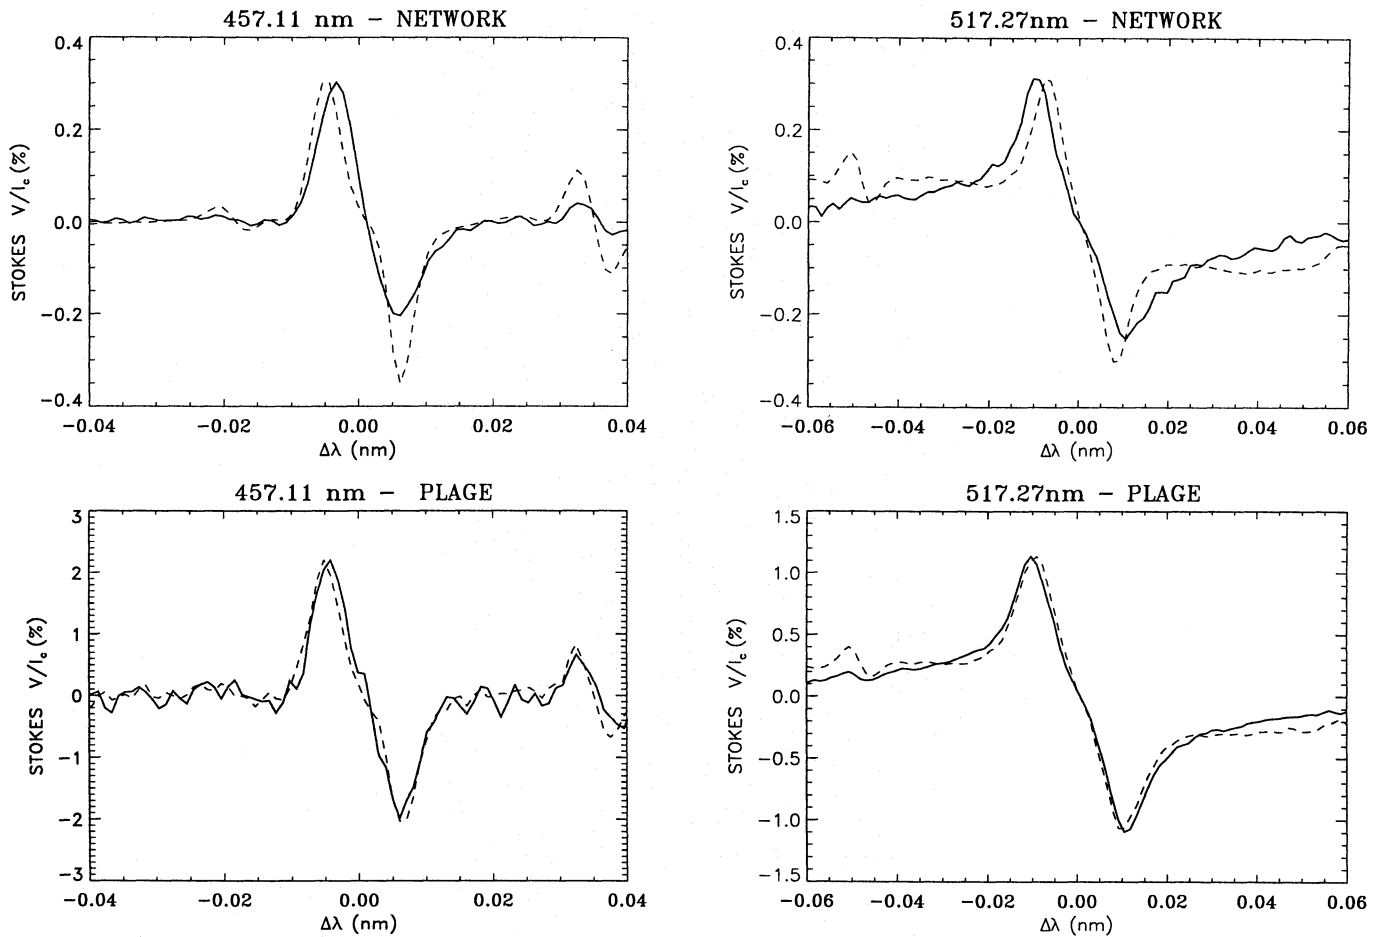 457.11 nm – NETWORK
0.4
0.2
0.0
−0.2
−0.4
STOKES V/Ic (%)
−0.04 −0.02 0.00 0.02 0.04
Δλ (nm)
517.27nm – NETWORK
0.4
0.2
0.0
−0.2
−0.4
STOKES V/Ic (%)
−0.06 −0.04 −0.02 0.00 0.02 0.04 0.06
Δλ (nm)
457.11 nm – PLAGE
3
2
1
0
−1
−2
−3
STOKES V/Ic (%)
−0.04 −0.02 0.00 0.02 0.04
Δλ (nm)
517.27nm – PLAGE
1.5
1.0
0.5
0.0
−0.5
−1.0
−1.5
STOKES V/Ic (%)
−0.06 −0.04 −0.02 0.00 0.02 0.04 0.06
Δλ (nm)